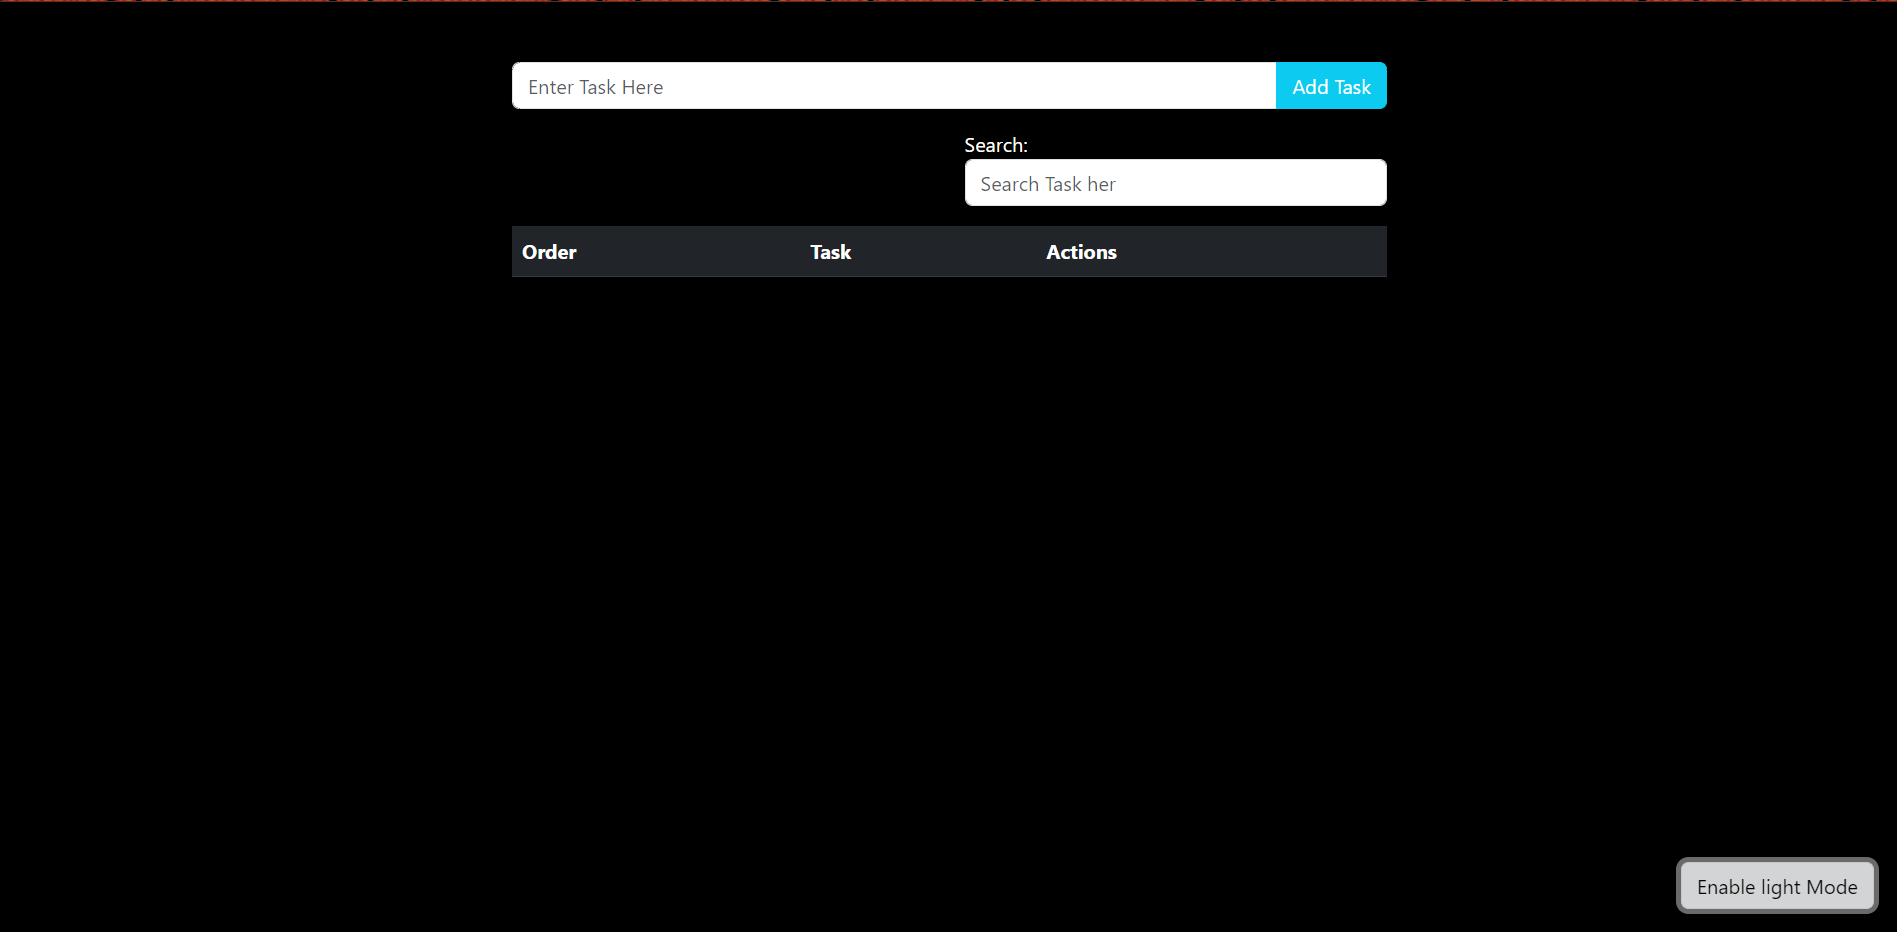 Enter Task Here Add Task
Search:
Search Task her
Order Task Actions
Enable light Mode